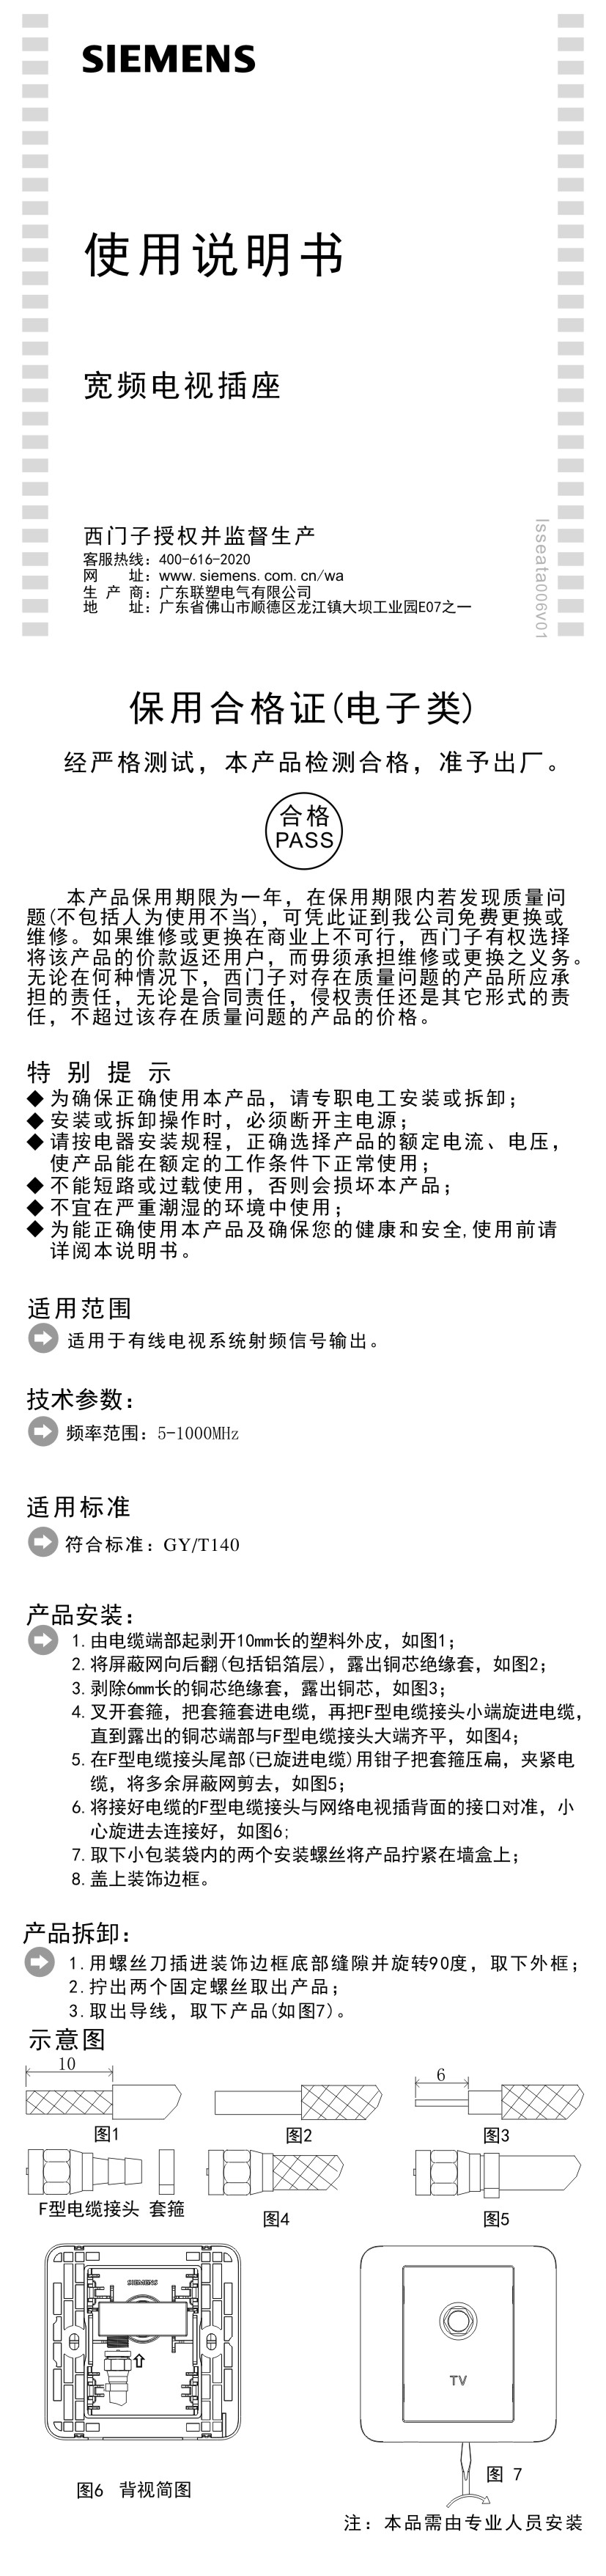 SIEMENS
使用说明书
宽频电视插座
西门子授权并监督生产
客服热线：400-616-2020
网 址：www.siemens.com.cn/wa
生 产 商：广东联塑电气有限公司
地 址：广东省佛山市顺德区龙江镇大坝工业园E07之一
lsseata006v01
保用合格证(电子类)
经严格测试，本产品检测合格，准予出厂。
合格
PASS
本产品保用期限为一年，在保用期限内若发现质量问
题(不包括人为使用不当)，可凭此证到我公司免费更换或
维修。如果维修或更换在商业上不可行，西门子有权选择
将该产品的价款返还用户，而毋须承担维修或更换之义务。
无论在何种情况下，西门子对存在质量问题的产品所应承
担的责任，无论是合同责任，侵权责任还是其它形式的责
任，不超过该存在质量问题的产品的价格。
特 别 提 示
◆ 为确保正确使用本产品，请专职电工安装或拆卸；
◆ 安装或拆卸操作时，必须断开主电源；
◆ 请按电器安装规程，正确选择产品的额定电流、电压，
使产品能在额定的工作条件下正常使用；
◆ 不能短路或过载使用，否则会损坏本产品；
◆ 不宜在严重潮湿的环境中使用；
◆ 为能正确使用本产品及确保您的健康和安全,使用前请
详阅本说明书。
适用范围
适用于有线电视系统射频信号输出。
技术参数：
频率范围：5-1000MHz
适用标准
符合标准：GY/T140
产品安装：
1.由电缆端部起剥开10mm长的塑料外皮，如图1；
2.将屏蔽网向后翻(包括铝箔层)，露出铜芯绝缘套，如图2；
3.剥除6mm长的铜芯绝缘套，露出铜芯，如图3；
4.叉开套箍，把套箍套进电缆，再把F型电缆接头小端旋进电缆，
直到露出的铜芯端部与F型电缆接头大端齐平，如图4；
5.在F型电缆接头尾部(已旋进电缆)用钳子把套箍压扁，夹紧电
缆，将多余屏蔽网剪去，如图5；
6.将接好电缆的F型电缆接头与网络电视插背面的接口对准，小
心旋进去连接好，如图6;
7.取下小包装袋内的两个安装螺丝将产品拧紧在墙盒上；
8.盖上装饰边框。
产品拆卸：
1.用螺丝刀插进装饰边框底部缝隙并旋转90度，取下外框；
2.拧出两个固定螺丝取出产品；
3.取出导线，取下产品(如图7)。
示意图
10
6
图1
图2
图3
F型电缆接头 套箍
图4
图5
SIEMENS
TV
图6 背视简图
图 7
注：本品需由专业人员安装